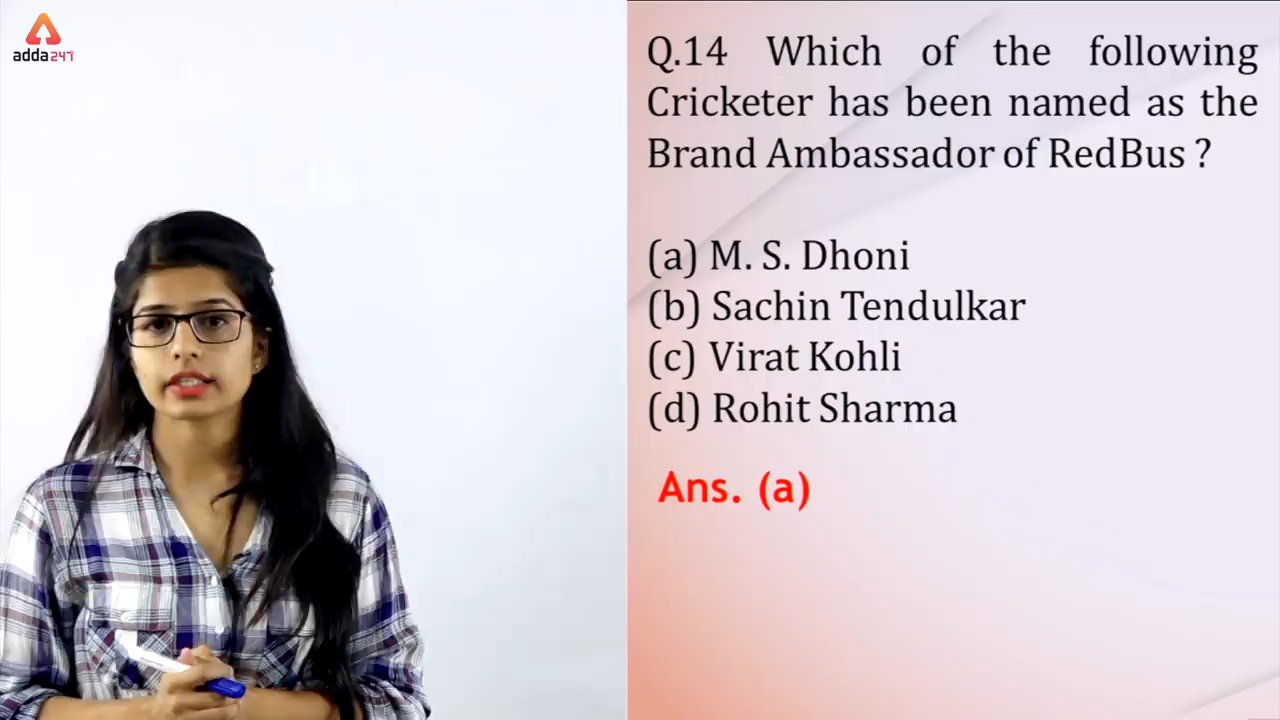 adda247
Q.14 Which of the following
Cricketer has been named as the
Brand Ambassador of RedBus ?
(a) M. S. Dhoni
(b) Sachin Tendulkar
(c) Virat Kohli
(d) Rohit Sharma
Ans. (a)